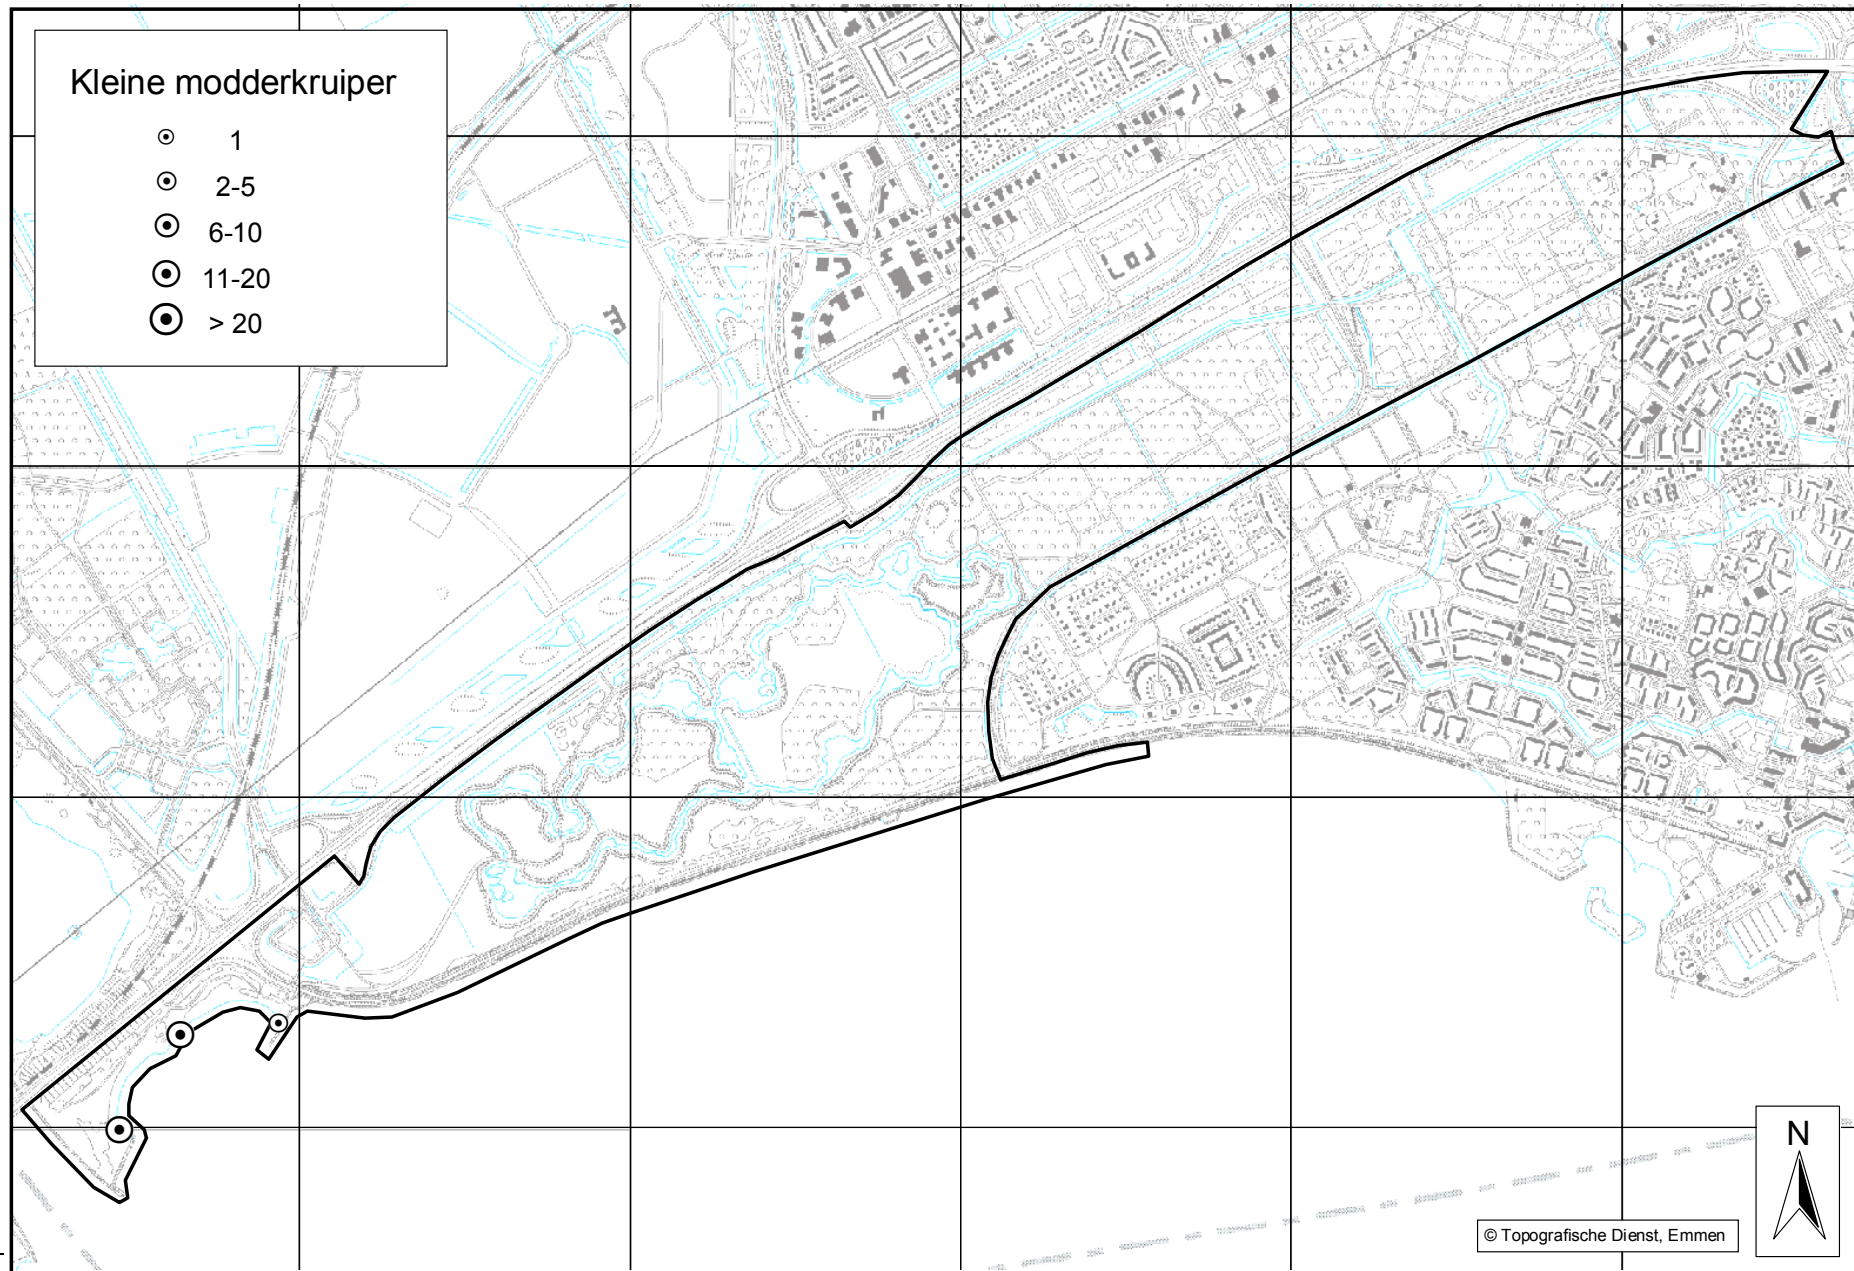 Kleine modderkruiper
1
2-5
6-10
11-20
> 20
N
© Topografische Dienst, Emmen